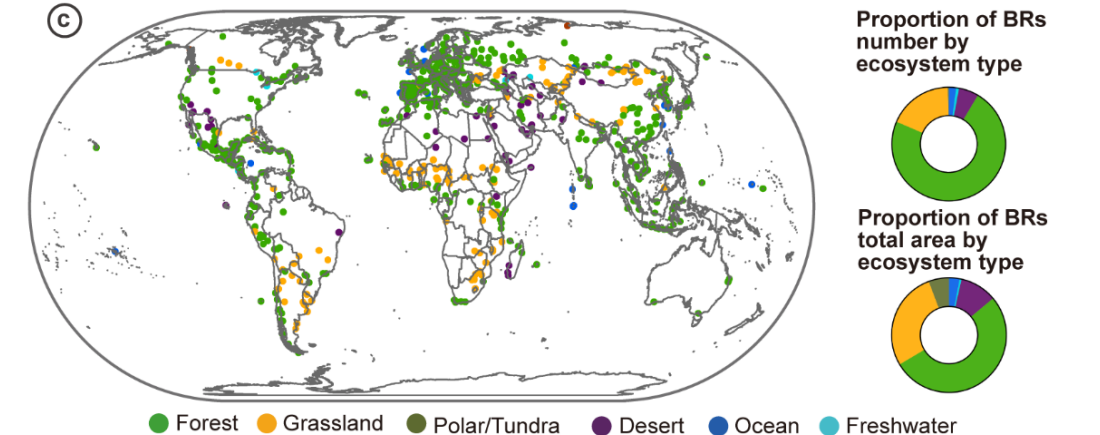 c
Proportion of BRs
number by
ecosystem type
Proportion of BRs
total area by
ecosystem type
Forest Grassland Polar/Tundra Desert Ocean Freshwater